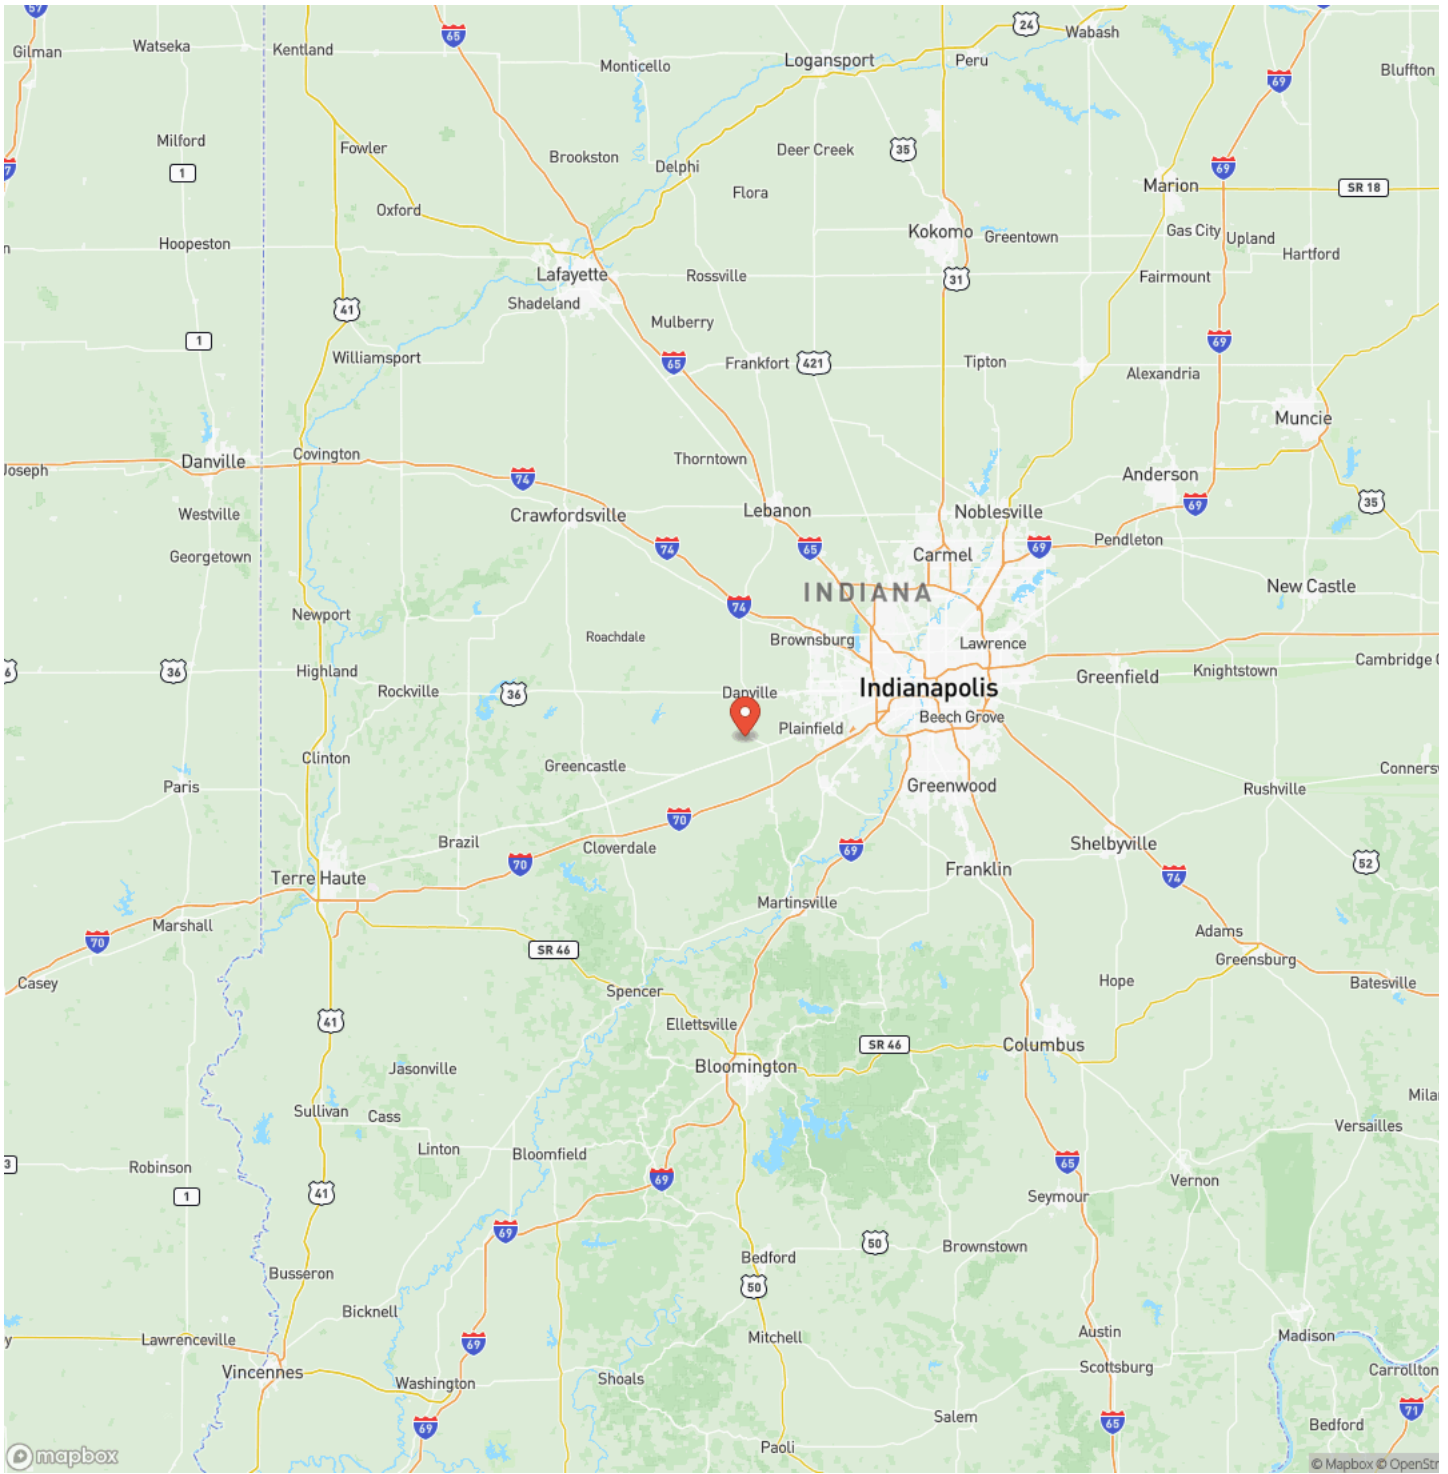 57
Gilman
Watseka
Kentland
65
Monticello
Logansport
24
Peru
Wabash
69
Bluffton
Milford
1
Fowler
Brookston
Delphi
Deer Creek
35
69
Marion
SR 18
7
Oxford
Flora
Hoopeston
n
Lafayette
Shadeland
Rossville
Kokomo
Greentown
Gas City
Upland
Hartford
Fairmount
31
41
1
Mulberry
Williamsport
65
Frankfort
421
Tipton
69
Alexandria
Muncie
Joseph
Danville
Covington
74
Thorntown
Anderson
69
35
Westville
Crawfordsville
Lebanon
Noblesville
Georgetown
74
65
Carmel
69
Pendleton
INDIANA
New Castle
74
Newport
Roachdale
Brownsburg
Lawrence
6
36
Highland
Rockville
36
Danville
Indianapolis
Greenfield
Knightstown
Cambridge C
Beech Grove
Plainfield
Clinton
Greencastle
Paris
Greenwood
Rushville
Conners
70
Brazil
Cloverdale
70
69
Shelbyville
52
Terre Haute
Franklin
74
Martinsville
Marshall
70
SR 46
Adams
Greensburg
Casey
Spencer
Hope
Batesville
41
Ellettsville
SR 46
Columbus
Bloomington
Jasonville
Sullivan
Cass
Mila
Linton
Bloomfield
Versailles
3
Robinson
1
41
69
65
Vernon
Seymour
69
50
Brownstown
Busseron
Bedford
50
Bicknell
y
Lawrenceville
69
Mitchell
Austin
Madison
Vincennes
Washington
Shoals
Scottsburg
Carrollton
69
Salem
65
71
Bedford
Paoli
mapbox
© Mapbox © OpenStr